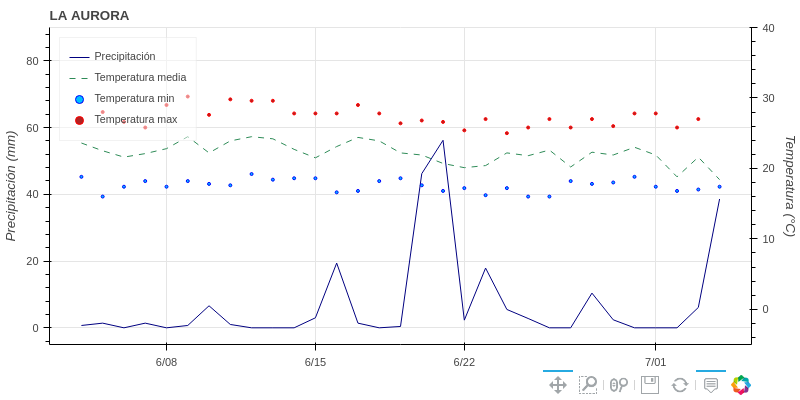 LA AURORA
Precipitación
Temperatura media
Temperatura min
Temperatura max
Precipitación (mm)
80
60
40
20
0
Temperatura (°C)
40
30
20
10
0
6/08
6/15
6/22
7/01